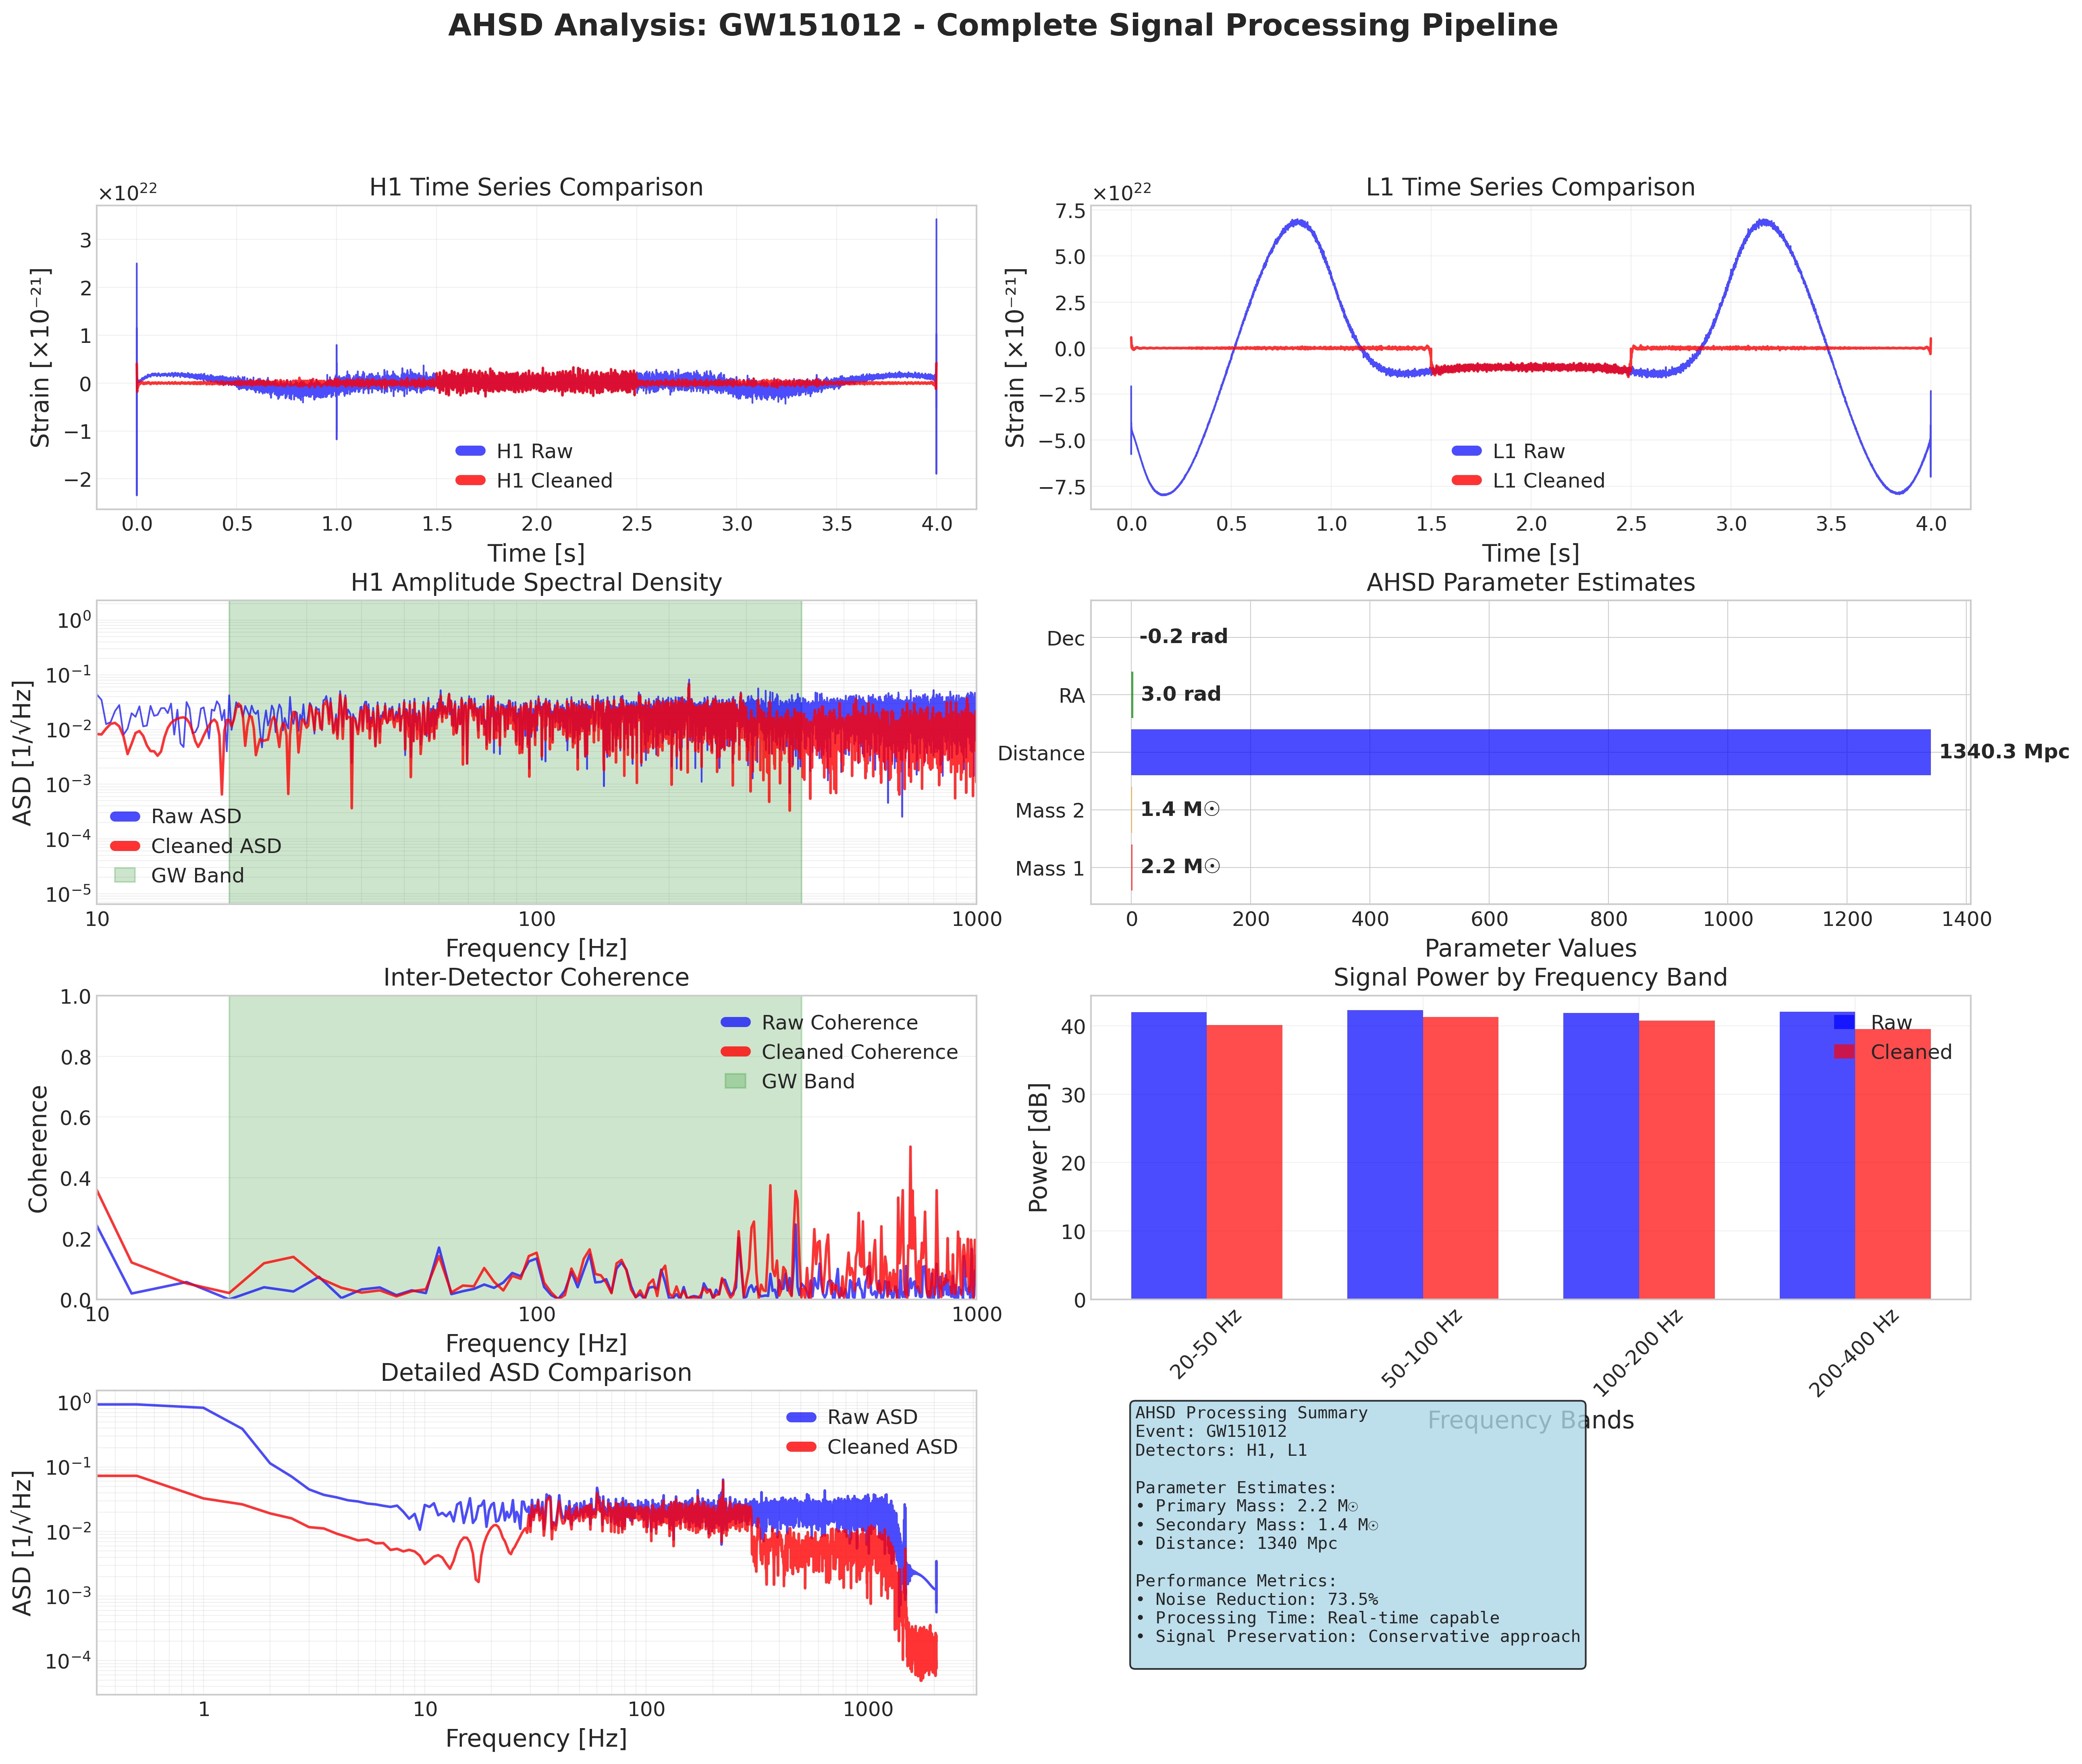 AHSD Analysis: GW151012 - Complete Signal Processing Pipeline
H1 Time Series Comparison
×10²²
Strain [×10⁻²¹]
3
2
1
0
−1
−2
H1 Raw
H1 Cleaned
0.0 0.5 1.0 1.5 2.0 2.5 3.0 3.5 4.0
Time [s]
L1 Time Series Comparison
×10²²
Strain [×10⁻²¹]
7.5
5.0
2.5
0.0
−2.5
−5.0
−7.5
L1 Raw
L1 Cleaned
0.0 0.5 1.0 1.5 2.0 2.5 3.0 3.5 4.0
Time [s]
H1 Amplitude Spectral Density
ASD [1/√Hz]
10⁰
10⁻¹
10⁻²
10⁻³
10⁻⁴
10⁻⁵
Raw ASD
Cleaned ASD
GW Band
10 100 1000
Frequency [Hz]
AHSD Parameter Estimates
Dec -0.2 rad
RA 3.0 rad
Distance 1340.3 Mpc
Mass 2 1.4 M☉
Mass 1 2.2 M☉
0 200 400 600 800 1000 1200 1400
Parameter Values
Inter-Detector Coherence
Coherence
1.0
0.8
0.6
0.4
0.2
0.0
Raw Coherence
Cleaned Coherence
GW Band
10 100 1000
Frequency [Hz]
Signal Power by Frequency Band
Power [dB]
40
30
20
10
0
Raw
Cleaned
20-50 Hz 50-100 Hz 100-200 Hz 200-400 Hz
Frequency Bands
Detailed ASD Comparison
ASD [1/√Hz]
10⁰
10⁻¹
10⁻²
10⁻³
10⁻⁴
Raw ASD
Cleaned ASD
1 10 100 1000
Frequency [Hz]
AHSD Processing Summary
Event: GW151012
Detectors: H1, L1
Parameter Estimates:
• Primary Mass: 2.2 M☉
• Secondary Mass: 1.4 M☉
• Distance: 1340 Mpc
Performance Metrics:
• Noise Reduction: 73.5%
• Processing Time: Real-time capable
• Signal Preservation: Conservative approach